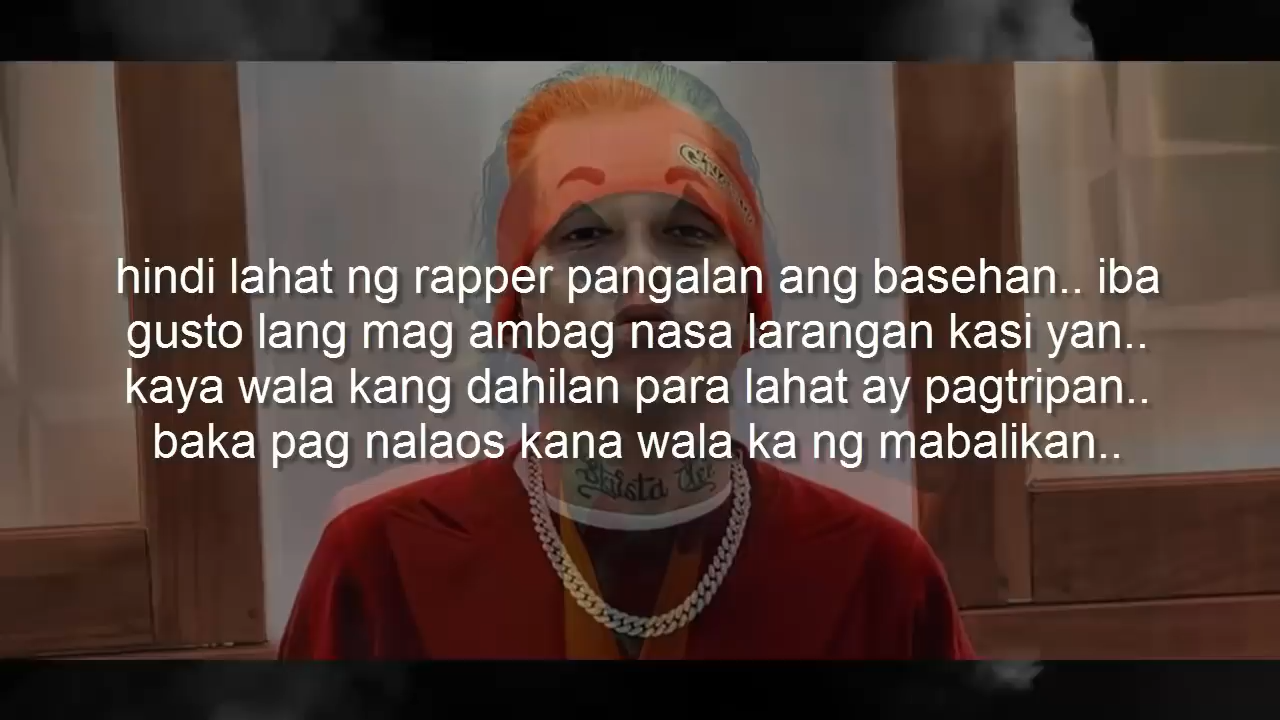 hindi lahat ng rapper pangalan ang basehan.. iba
gusto lang mag ambag nasa larangan kasi yan..
kaya wala kang dahilan para lahat ay pagtripan..
baka pag nalaos kana wala ka ng mabalikan..